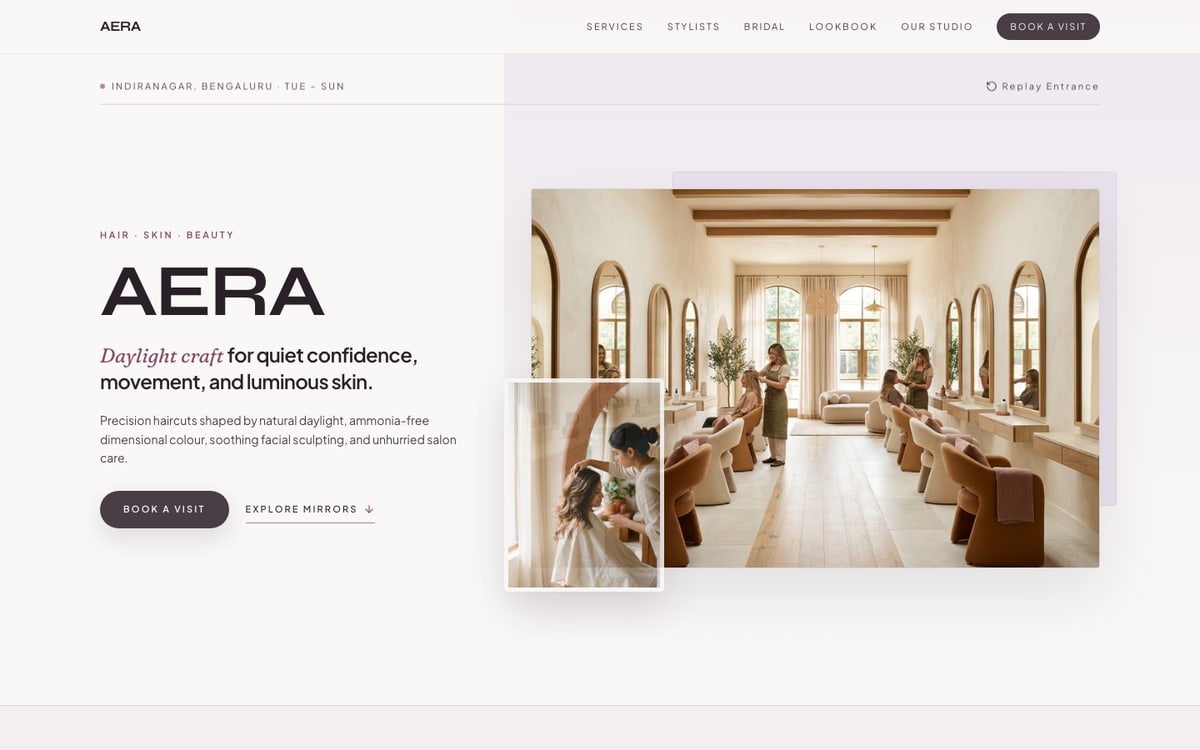 AERA
SERVICES
STYLISTS
BRIDAL
LOOKBOOK
OUR STUDIO
BOOK A VISIT
INDIRANAGAR, BENGALURU · TUE – SUN
Replay Entrance
HAIR · SKIN · BEAUTY
AERA
Daylight craft for quiet confidence,
movement, and luminous skin.
Precision haircuts shaped by natural daylight, ammonia-free
dimensional colour, soothing facial sculpting, and unhurried salon
care.
BOOK A VISIT
EXPLORE MIRRORS ↓